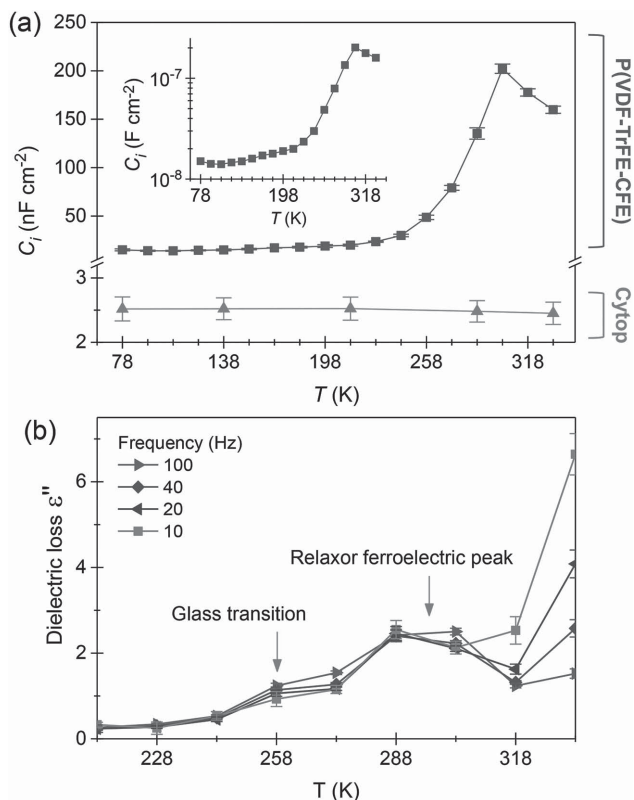 (a)
250
200
150
100
50
3
2
C_i (nF cm⁻²)
10⁻⁷
10⁻⁸
C_i (F cm⁻²)
78 198 318
T (K)
P(VDF-TrFE-CFE)
Cytop
78 138 198 258 318
T (K)
(b)
Frequency (Hz)
100
40
20
10
6
4
2
0
Dielectric loss ε"
Relaxor ferroelectric peak
Glass transition
228 258 288 318
T (K)